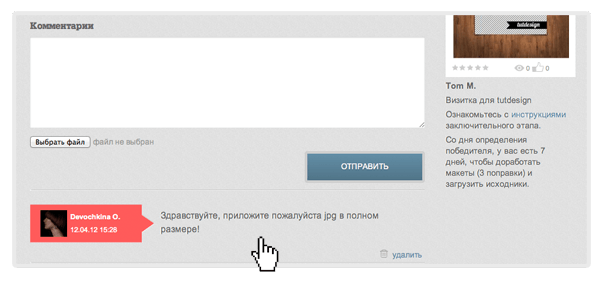 Комментарии
Выбрать файл файл не выбран
ОТПРАВИТЬ
Devochkina O.
12.04.12 15:28
Здравствуйте, приложите пожалуйста jpg в полном
размере!
удалить
tutdesign
0 0
Tom M.
Визитка для tutdesign
Ознакомьтесь с инструкциями
заключительного этапа.
Со дня определения
победителя, у вас есть 7
дней, чтобы доработать
макеты (3 поправки) и
загрузить исходники.